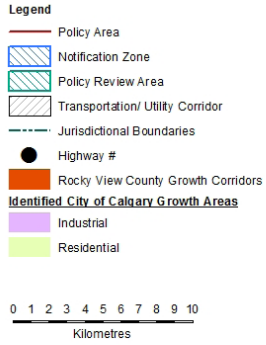 Legend
Policy Area
Notification Zone
Policy Review Area
Transportation/ Utility Corridor
Jurisdictional Boundaries
Highway #
Rocky View County Growth Corridors
Identified City of Calgary Growth Areas
Industrial
Residential
0 1 2 3 4 5 6 7 8 9 10
Kilometres